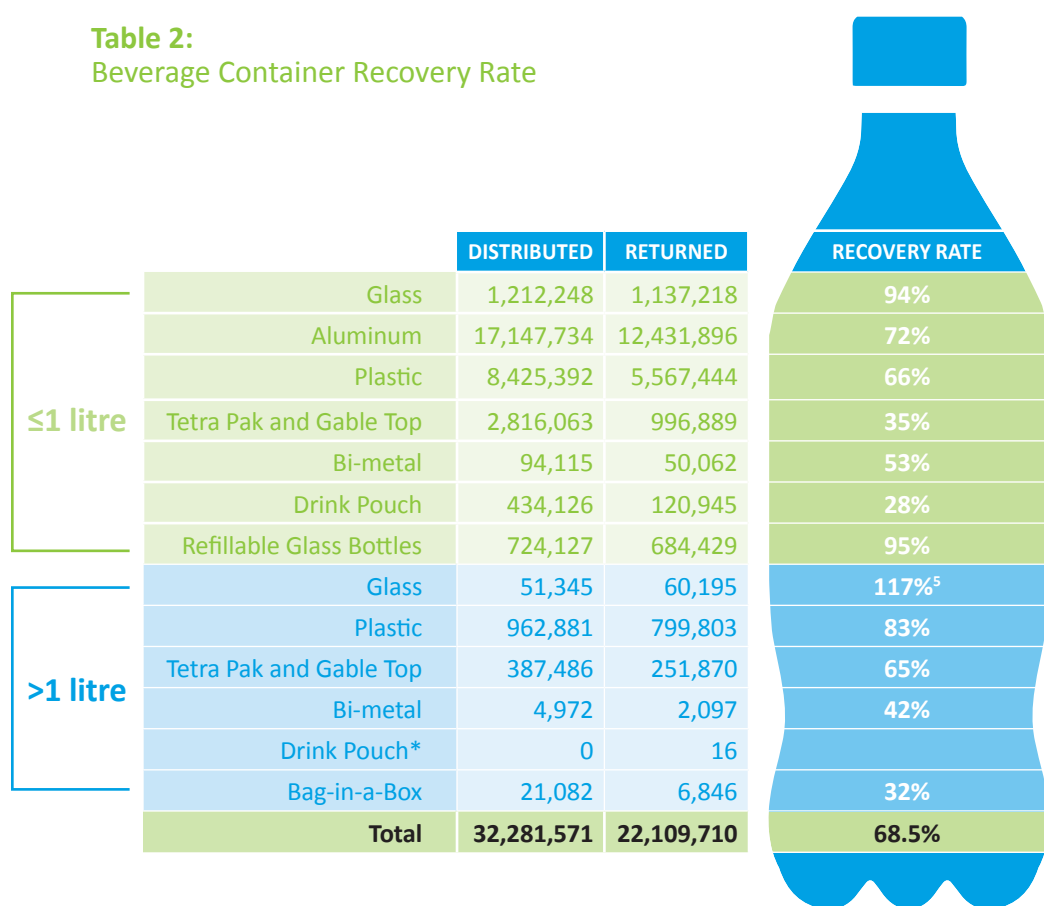 Table 2:
Beverage Container Recovery Rate
DISTRIBUTED RETURNED RECOVERY RATE
≤1 litre
Glass 1,212,248 1,137,218 94%
Aluminum 17,147,734 12,431,896 72%
Plastic 8,425,392 5,567,444 66%
Tetra Pak and Gable Top 2,816,063 996,889 35%
Bi-metal 94,115 50,062 53%
Drink Pouch 434,126 120,945 28%
Refillable Glass Bottles 724,127 684,429 95%
>1 litre
Glass 51,345 60,195 117%⁵
Plastic 962,881 799,803 83%
Tetra Pak and Gable Top 387,486 251,870 65%
Bi-metal 4,972 2,097 42%
Drink Pouch* 0 16
Bag-in-a-Box 21,082 6,846 32%
Total 32,281,571 22,109,710 68.5%